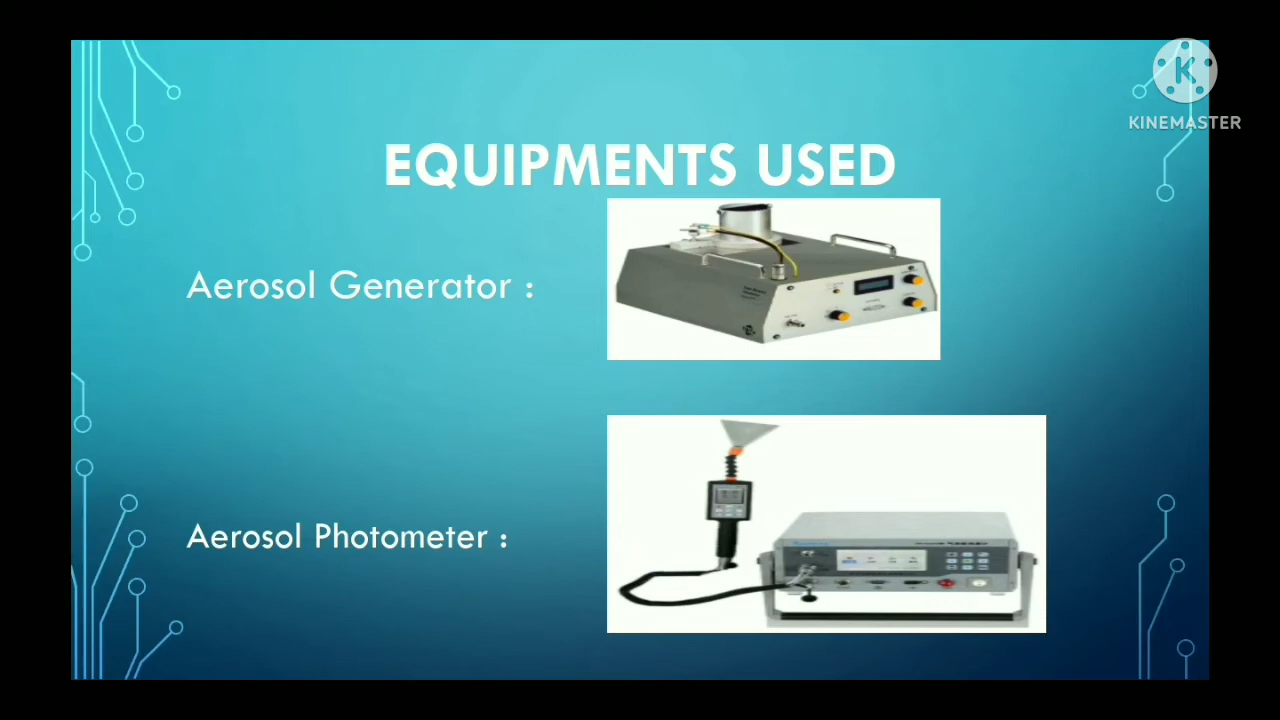 K
KINEMASTER
EQUIPMENTS USED
Aerosol Generator :
Aerosol Photometer :